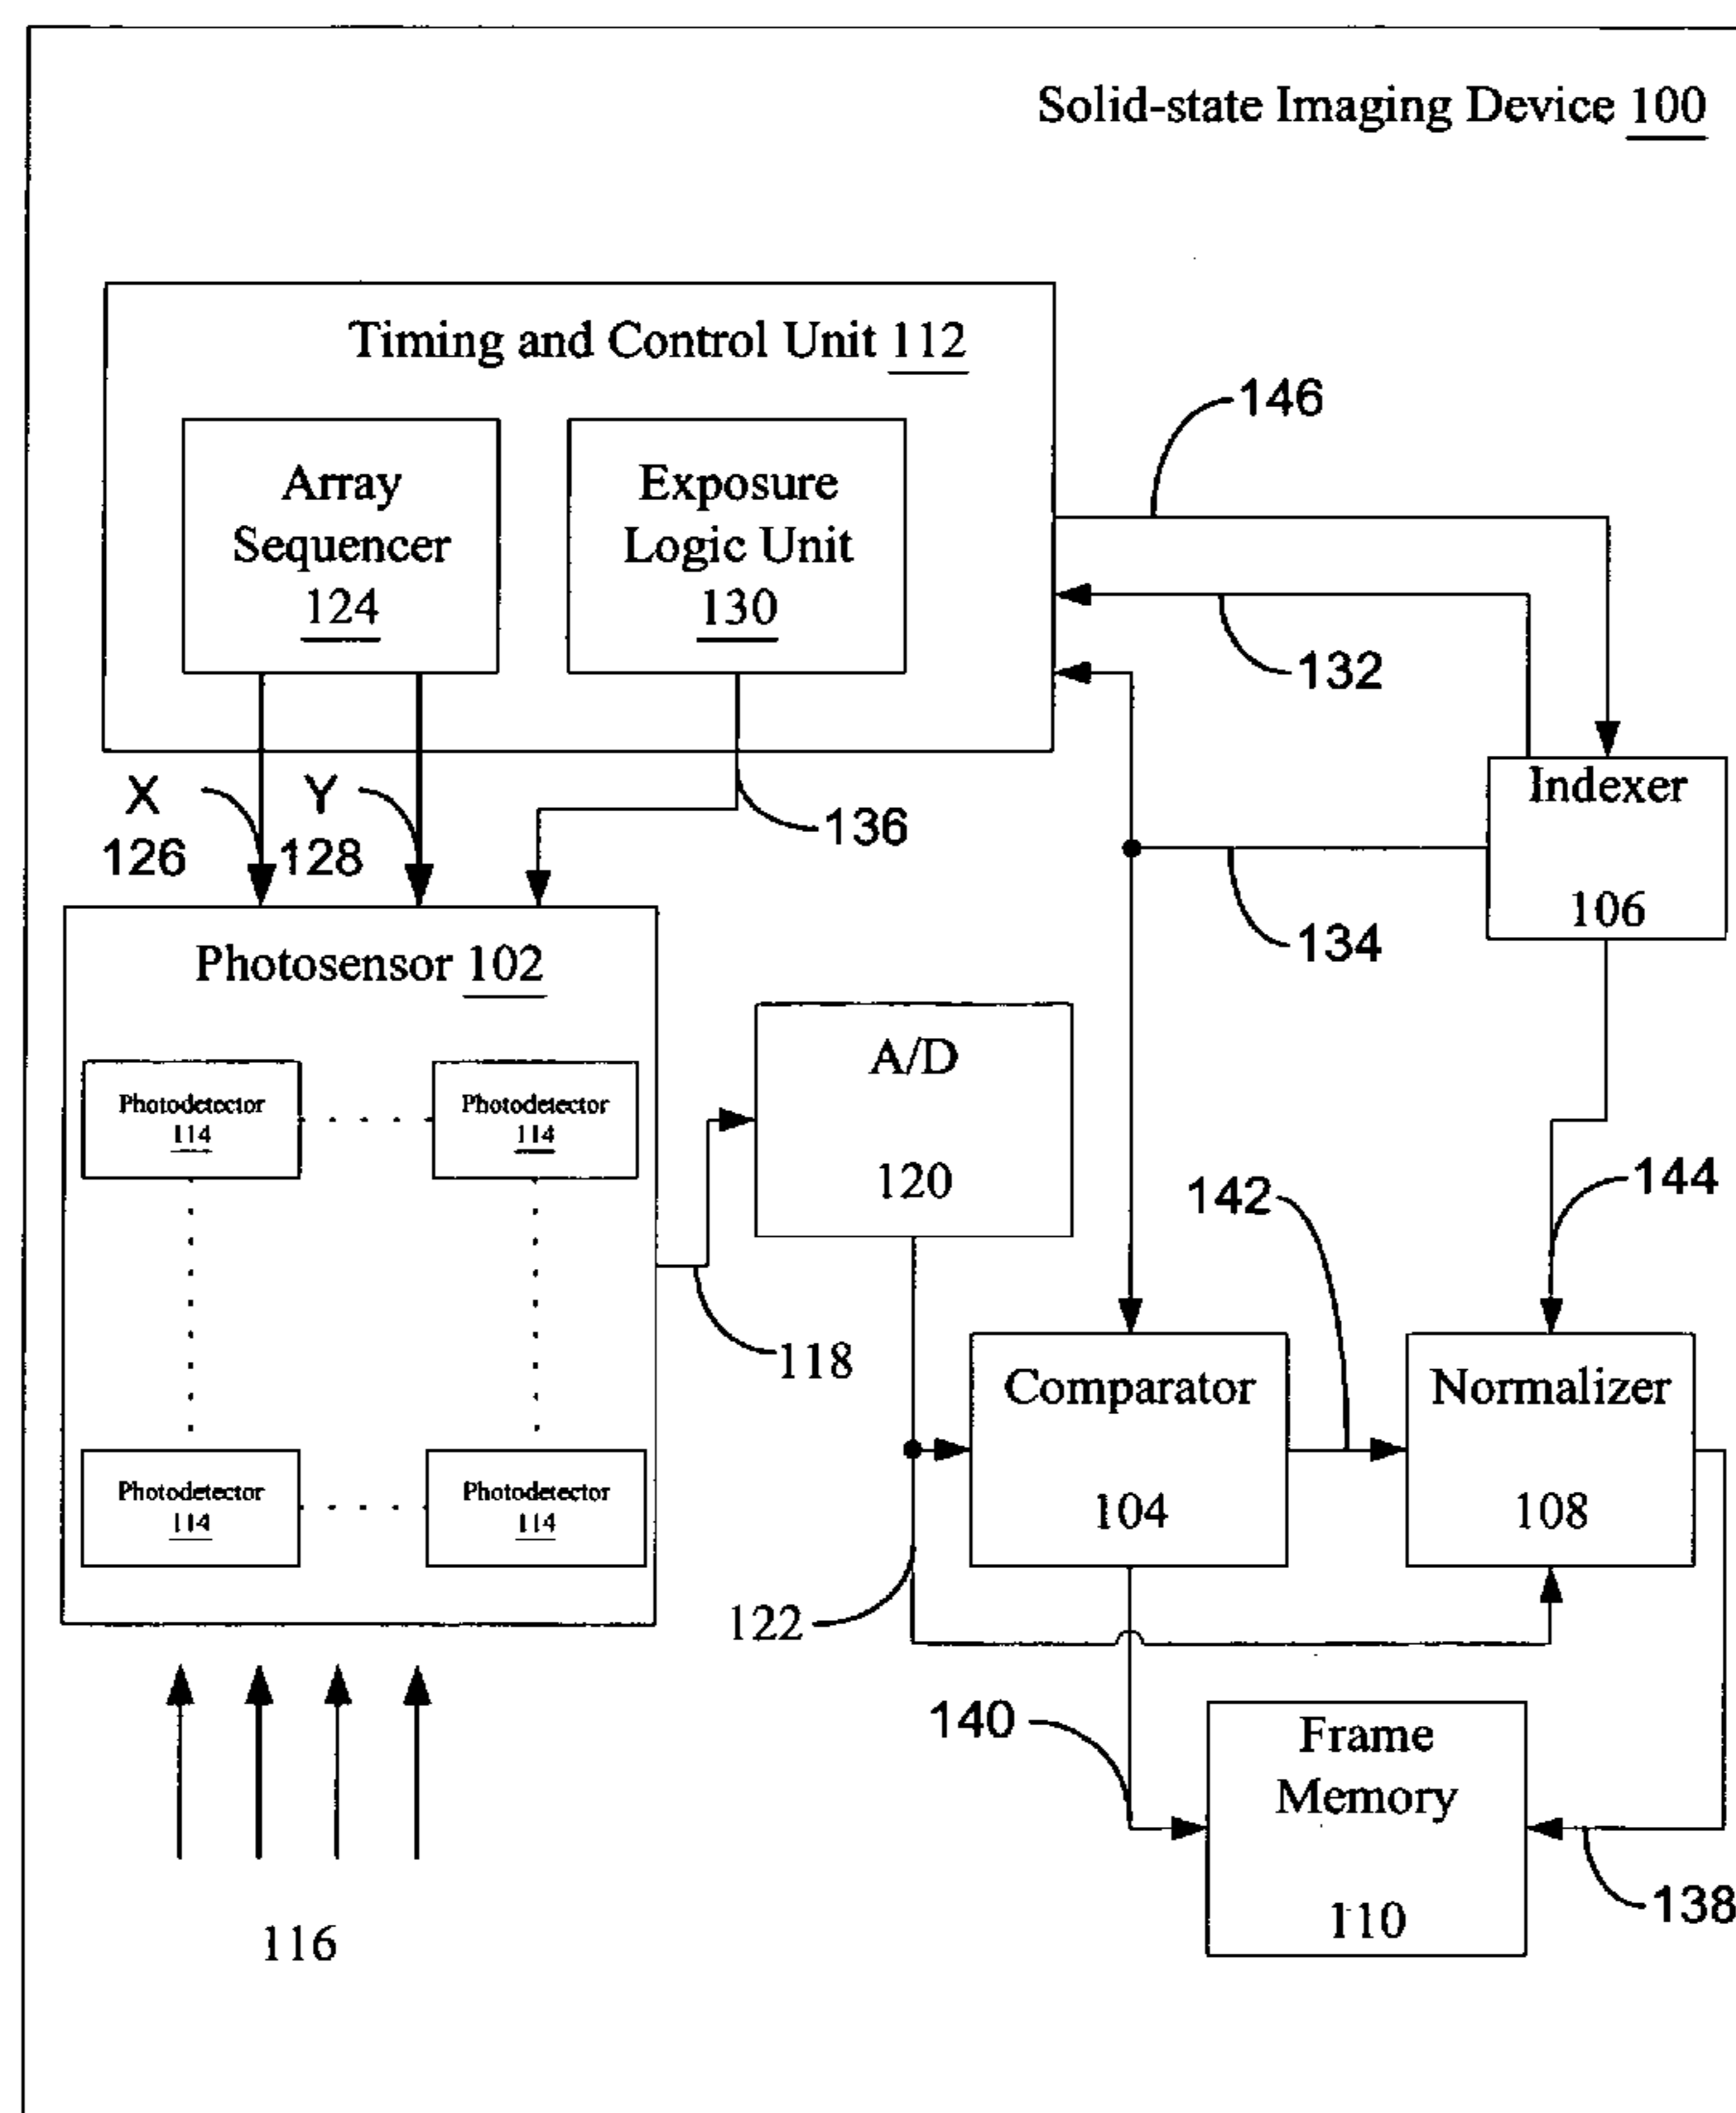 Solid-state Imaging Device 100
Timing and Control Unit 112
Array
Sequencer
124
Exposure
Logic Unit
130
146
132
X
126
Y
128
136
Indexer
106
134
Photosensor 102
Photodetector
114
Photodetector
114
Photodetector
114
Photodetector
114
A/D
120
118
142
144
Comparator
104
Normalizer
108
122
140
Frame
Memory
110
138
116